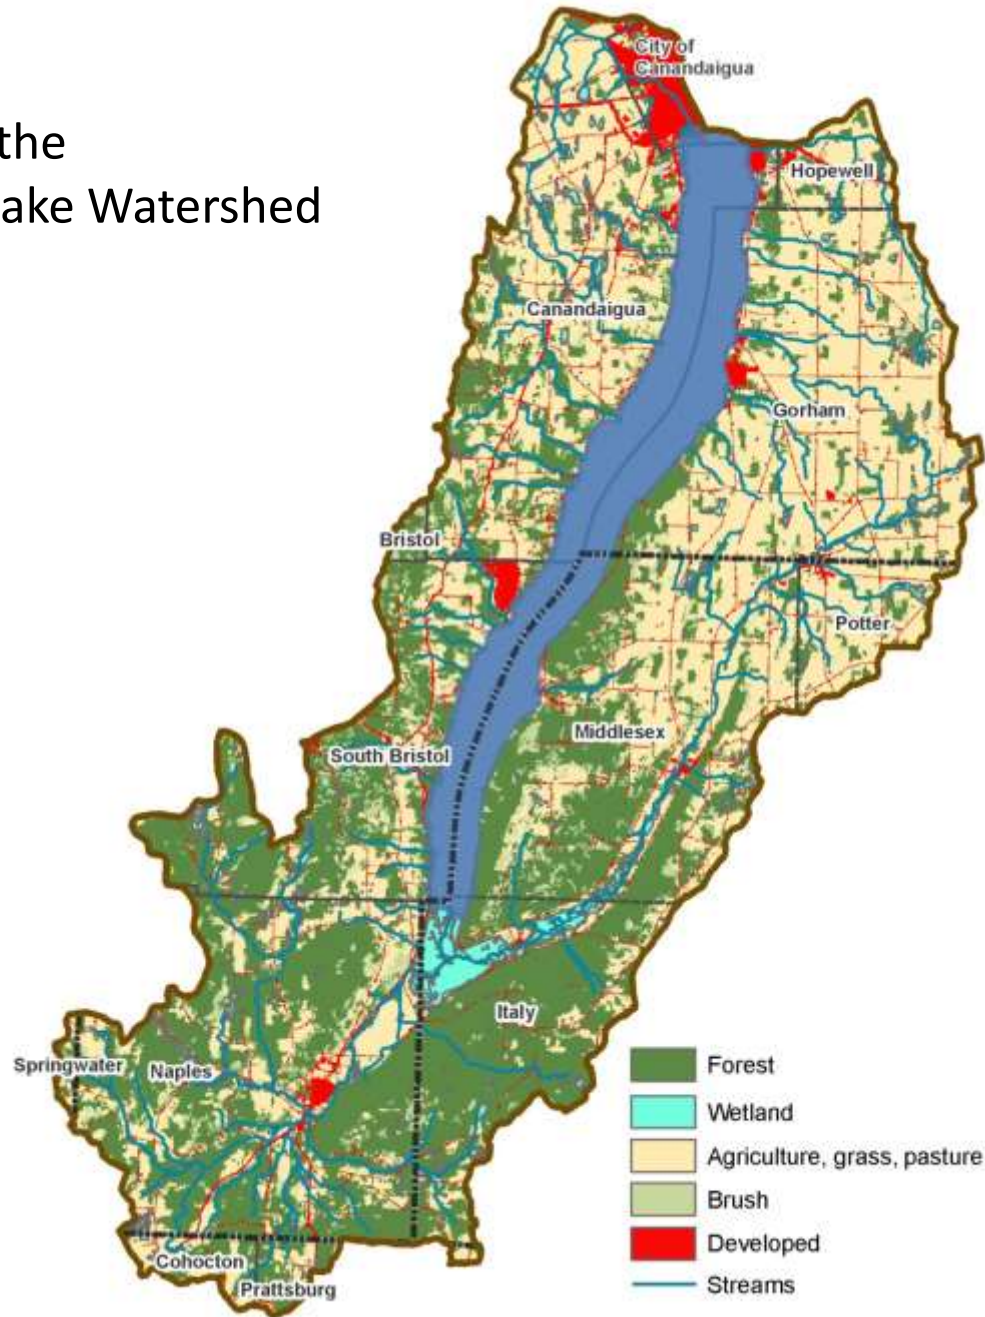 the
ake Watershed
City of
Canandaigua
Hopewell
Canandaigua
Gorham
Bristol
Potter
Middlesex
South Bristol
Italy
Springwater
Naples
Cohocton
Prattsburg
Forest
Wetland
Agriculture, grass, pasture
Brush
Developed
Streams